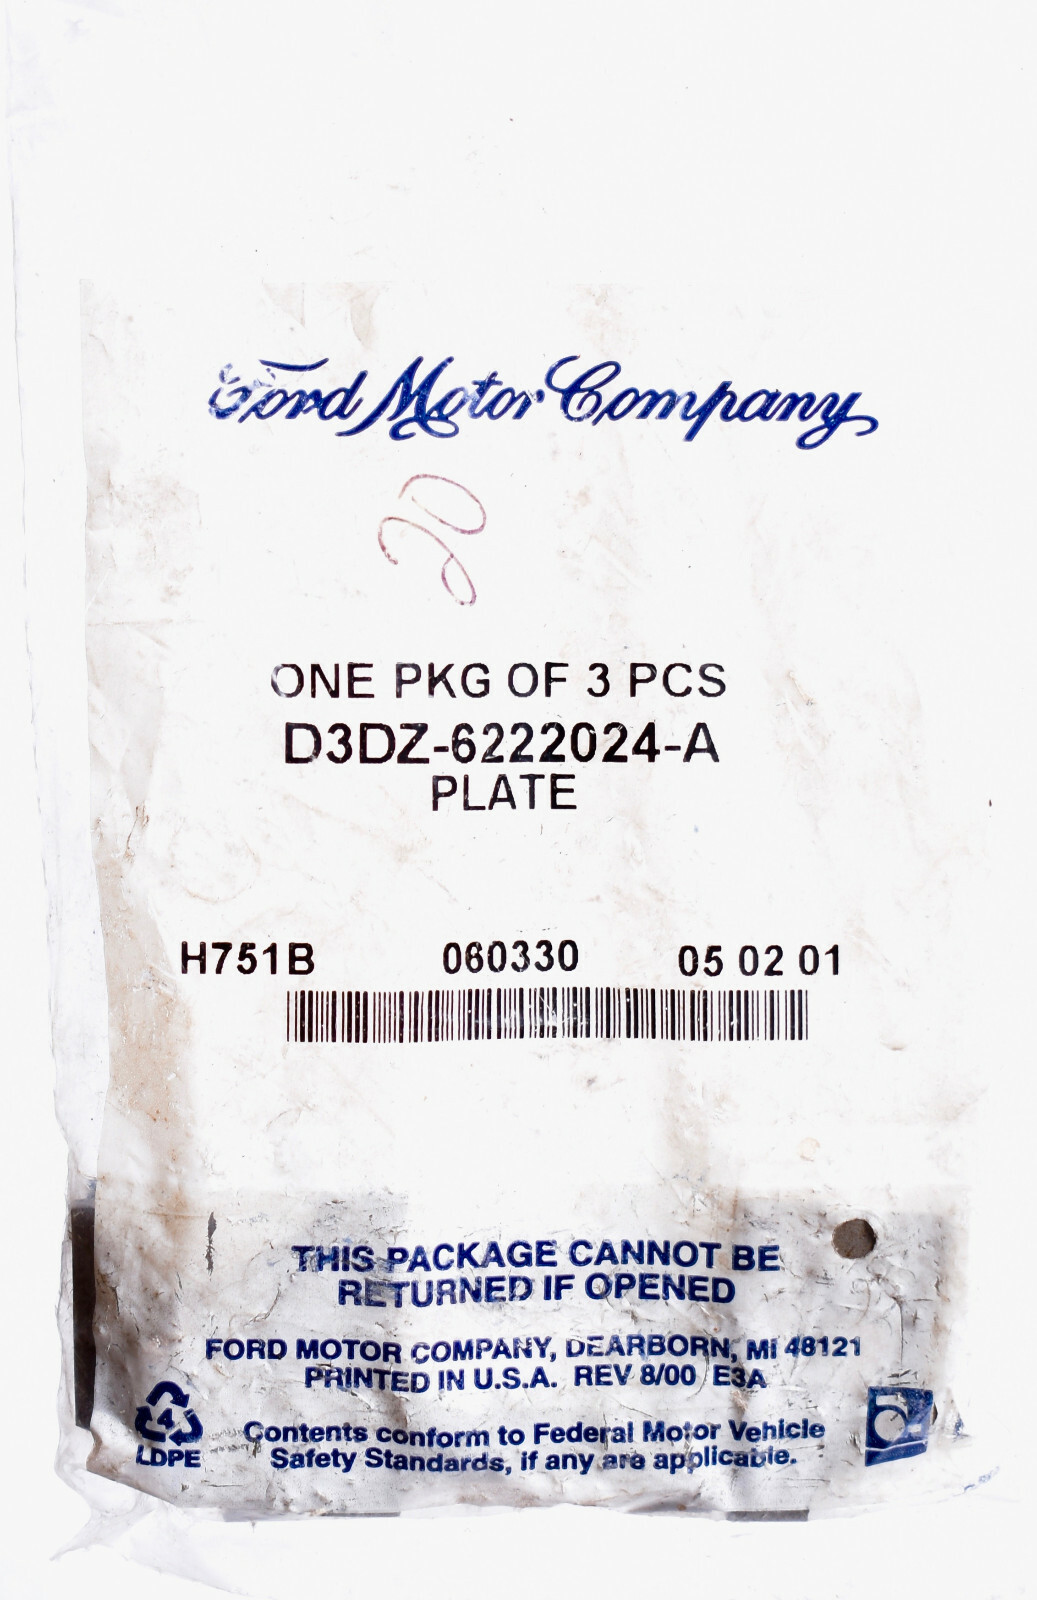 Ford Motor Company
20
ONE PKG OF 3 PCS
D3DZ-6222024-A
PLATE
H751B 060330 05 02 01
THIS PACKAGE CANNOT BE
RETURNED IF OPENED
FORD MOTOR COMPANY, DEARBORN, MI 48121
PRINTED IN U.S.A. REV 8/00 E3A
4
LDPE
Contents conform to Federal Motor Vehicle
Safety Standards, if any are applicable.